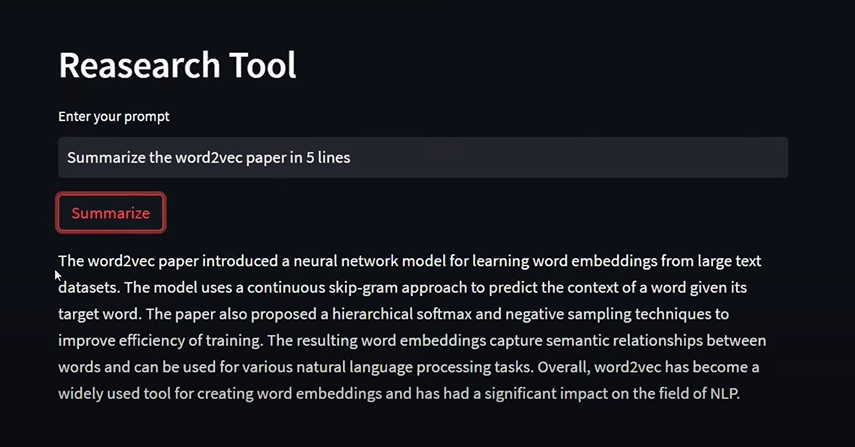 Reasearch Tool
Enter your prompt
Summarize the word2vec paper in 5 lines
Summarize
The word2vec paper introduced a neural network model for learning word embeddings from large text
datasets. The model uses a continuous skip-gram approach to predict the context of a word given its
target word. The paper also proposed a hierarchical softmax and negative sampling techniques to
improve efficiency of training. The resulting word embeddings capture semantic relationships between
words and can be used for various natural language processing tasks. Overall, word2vec has become a
widely used tool for creating word embeddings and has had a significant impact on the field of NLP.